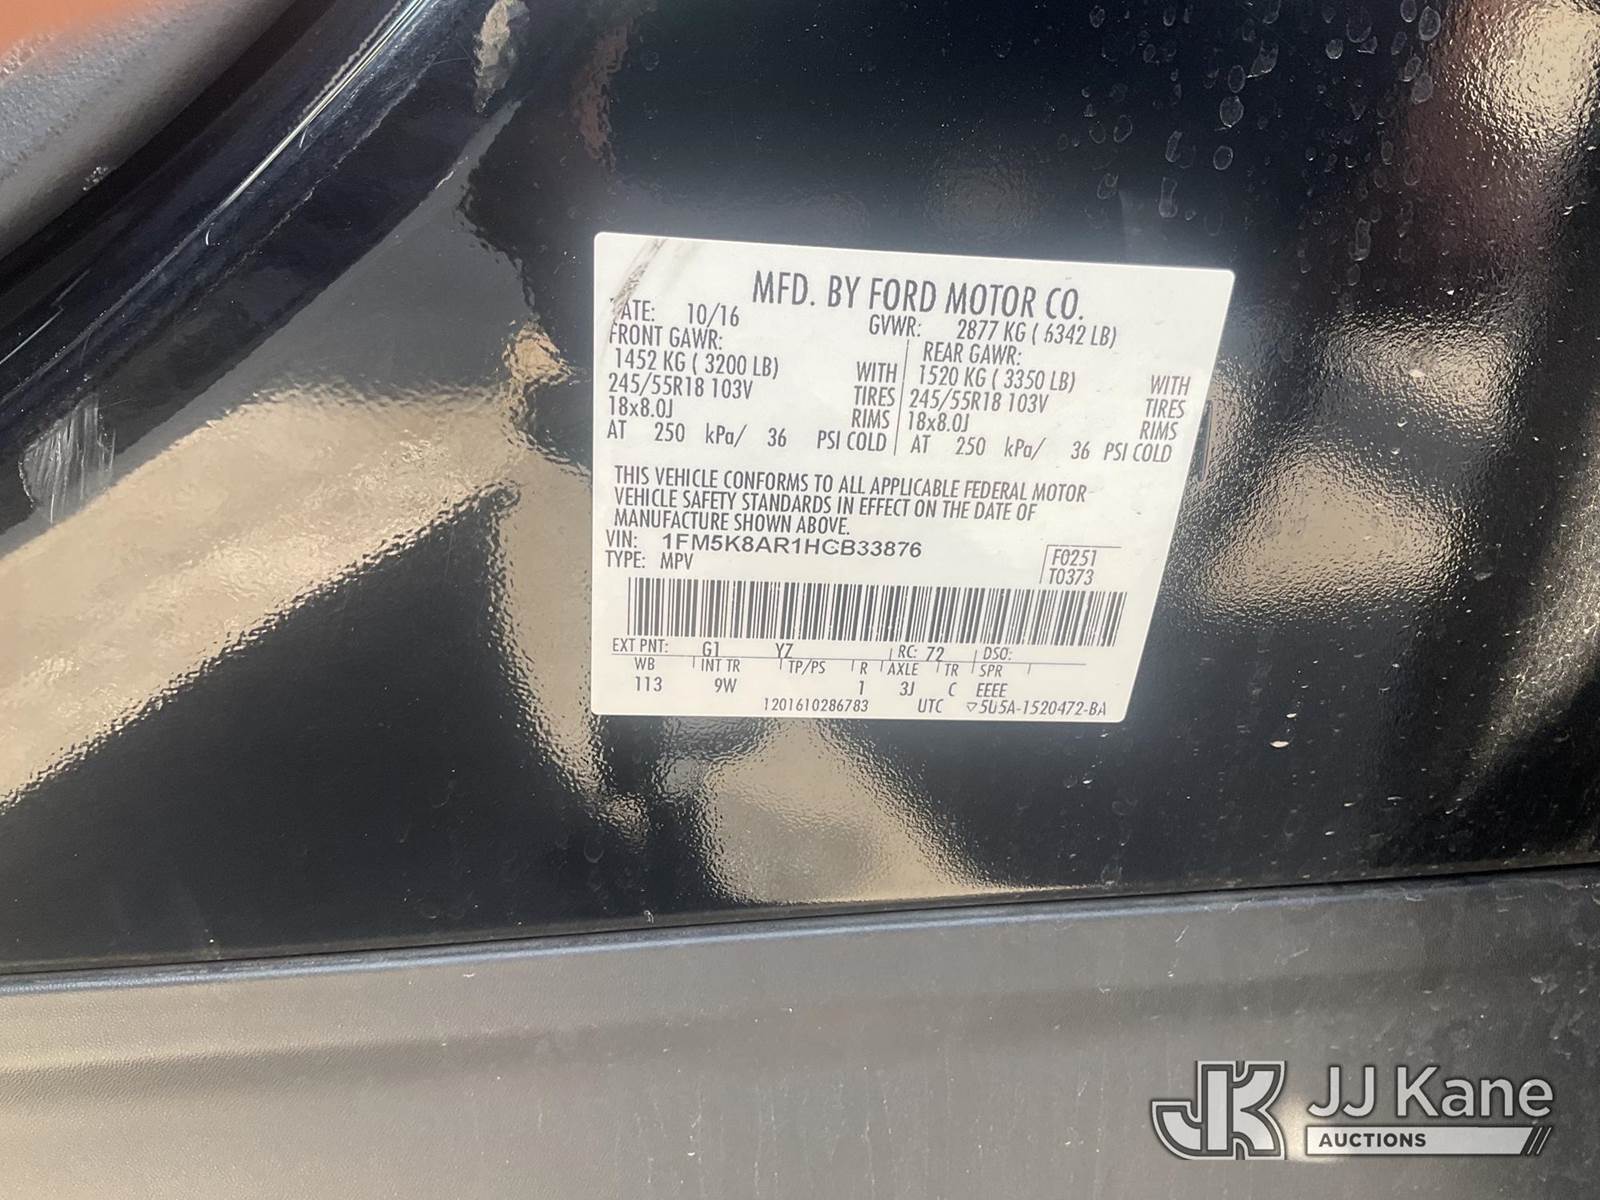 MFD. BY FORD MOTOR CO.
DATE: 10/16 GVWR: 2877 KG ( 6342 LB)
FRONT GAWR: REAR GAWR:
1452 KG ( 3200 LB) WITH 1520 KG ( 3350 LB) WITH
245/55R18 103V TIRES 245/55R18 103V TIRES
18x8.0J RIMS 18x8.0J RIMS
AT 250 kPa/ 36 PSI COLD AT 250 kPa/ 36 PSI COLD
THIS VEHICLE CONFORMS TO ALL APPLICABLE FEDERAL MOTOR
VEHICLE SAFETY STANDARDS IN EFFECT ON THE DATE OF
MANUFACTURE SHOWN ABOVE.
VIN: 1FM5K8AR1HGB33876
TYPE: MPV F0251
T0373
EXT PNT: G1 YZ RC: 72 DSO:
WB INT TR TP/PS R AXLE TR SPR
113 9W 1 3J C EEEE
1201610286783 UTC ▽5U5A-1520472-BA
JK JJ Kane
AUCTIONS